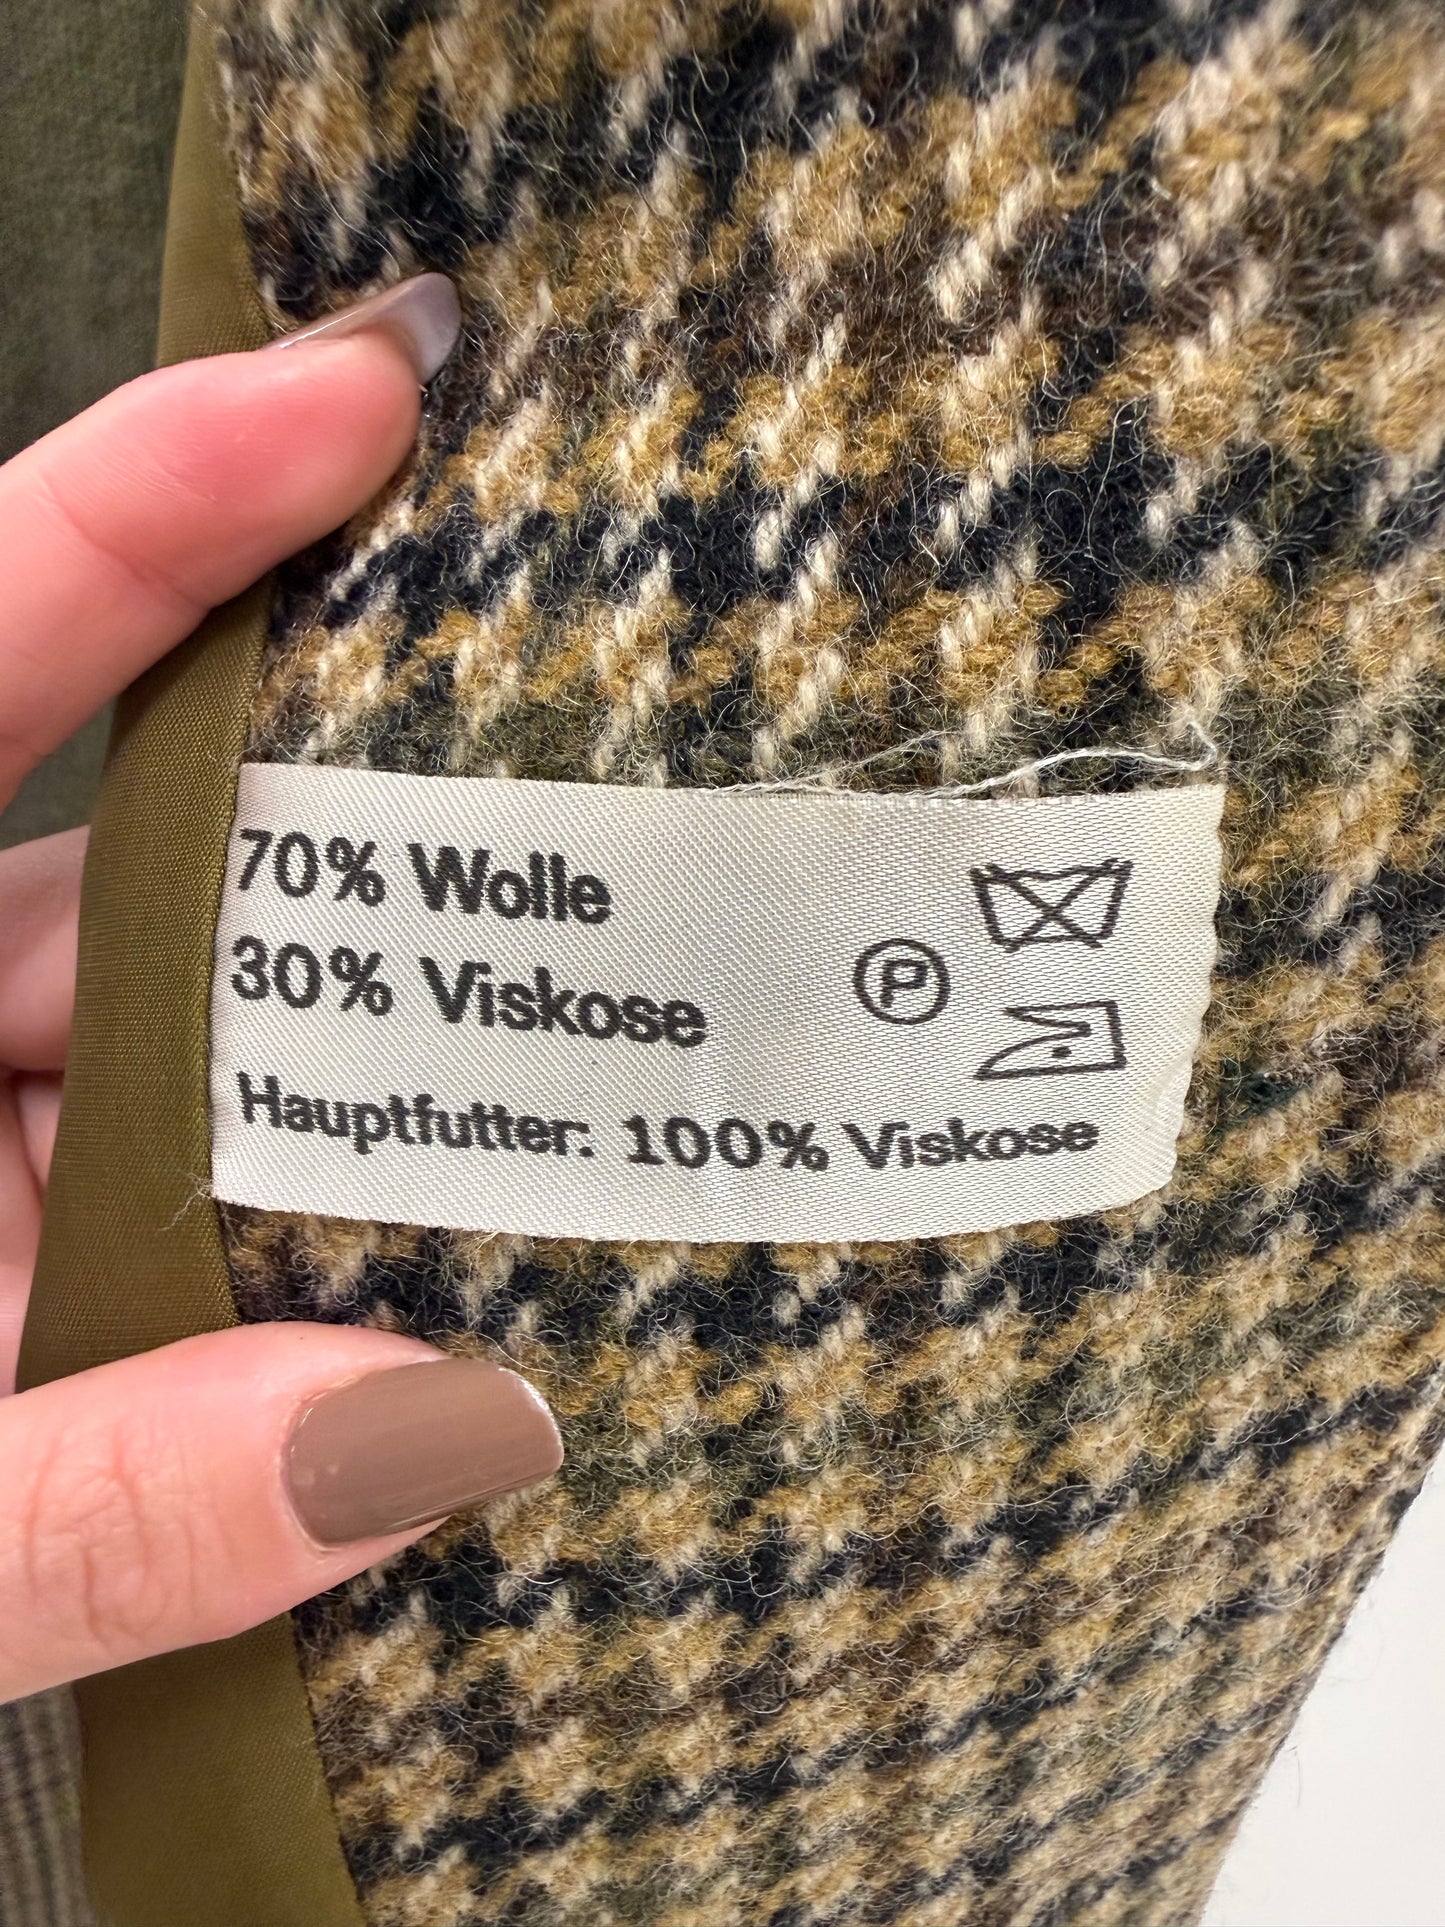 70% Wolle
30% Viskose
P
Hauptfutter: 100% Viskose